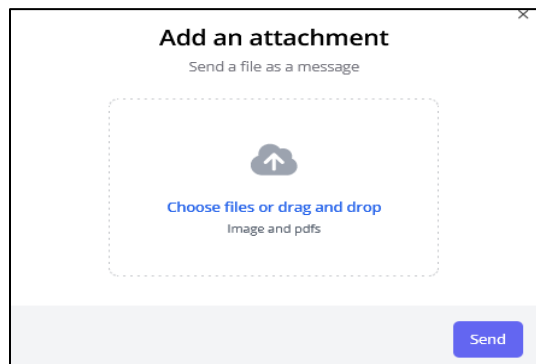 Add an attachment
Send a file as a message
Choose files or drag and drop
Image and pdfs
Send